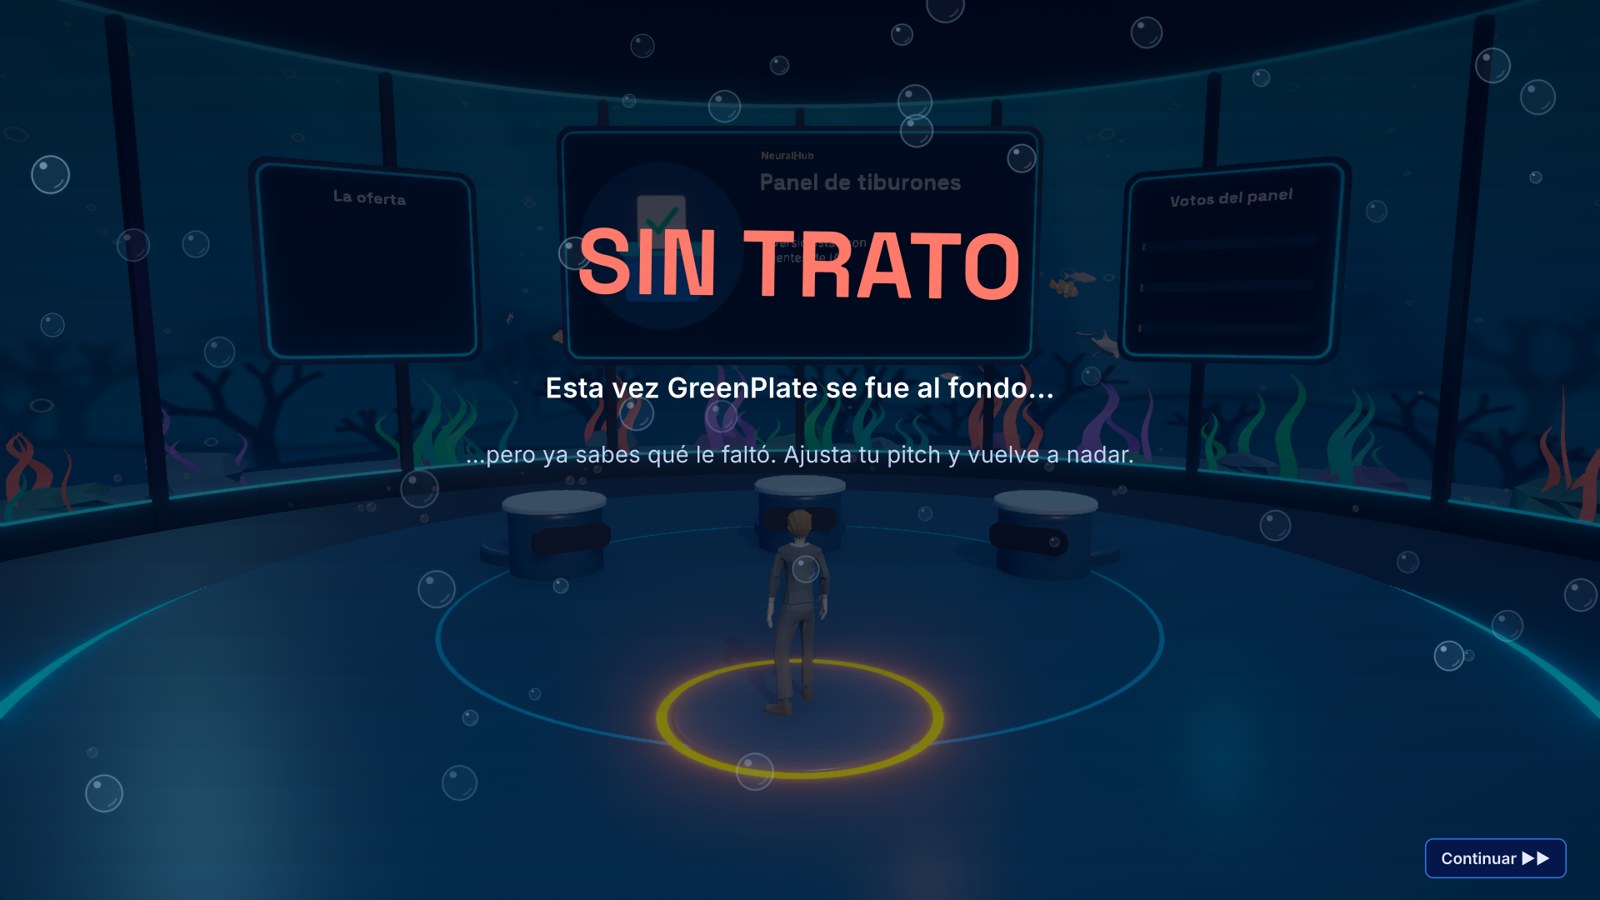 NeuralHub
Panel de tiburones
La oferta
Votos del panel
SIN TRATO
Esta vez GreenPlate se fue al fondo...
...pero ya sabes qué le faltó. Ajusta tu pitch y vuelve a nadar.
Continuar ▶▶